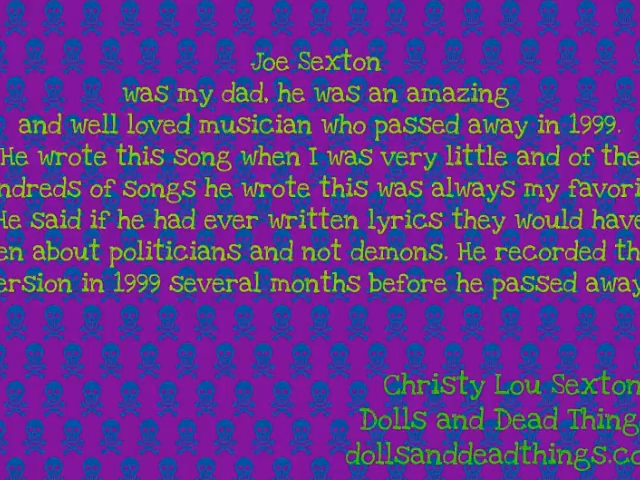 Joe Sexton
was my dad, he was an amazing
and well loved musician who passed away in 1999.
He wrote this song when I was very little and of the
ndreds of songs he wrote this was always my favori
He said if he had ever written lyrics they would have
en about politicians and not demons. He recorded th
ersion in 1999 several months before he passed away
Christy Lou Sexton
Dolls and Dead Thing
dollsanddeadthings.co